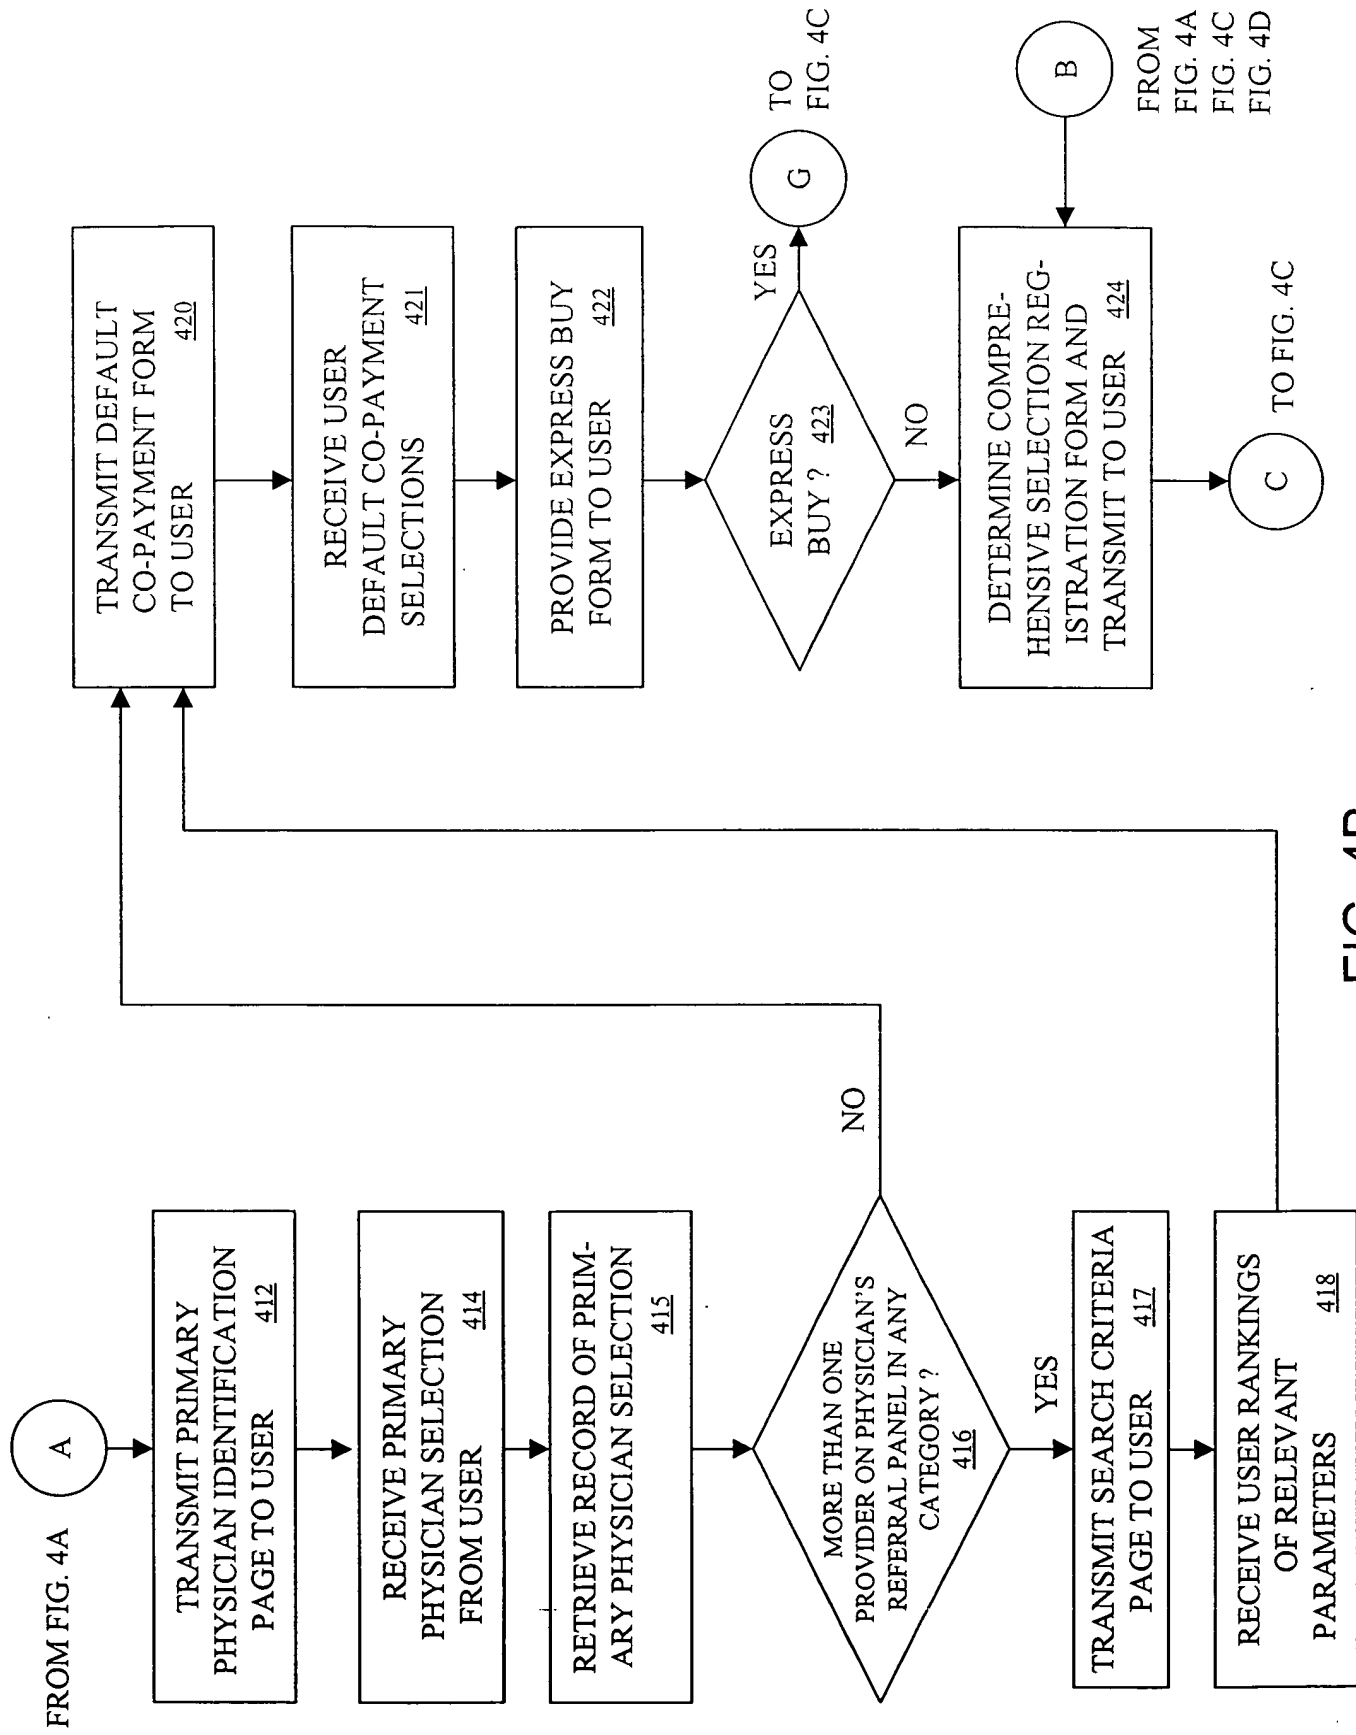 FROM FIG. 4A
A
TRANSMIT PRIMARY
PHYSICIAN IDENTIFICATION
PAGE TO USER 412
RECEIVE PRIMARY
PHYSICIAN SELECTION
FROM USER 414
RETRIEVE RECORD OF PRIM-
ARY PHYSICIAN SELECTION
415
MORE THAN ONE
PROVIDER ON PHYSICIAN'S
REFERRAL PANEL IN ANY
CATEGORY ?
416
NO
YES
TRANSMIT SEARCH CRITERIA
PAGE TO USER 417
RECEIVE USER RANKINGS
OF RELEVANT
PARAMETERS 418
TRANSMIT DEFAULT
CO-PAYMENT FORM
TO USER 420
RECEIVE USER
DEFAULT CO-PAYMENT
SELECTIONS 421
PROVIDE EXPRESS BUY
FORM TO USER 422
EXPRESS
BUY ? 423
YES
G
TO
FIG. 4C
NO
DETERMINE COMPRE-
HENSIVE SELECTION REG-
ISTRATION FORM AND
TRANSMIT TO USER 424
B
FROM
FIG. 4A
FIG. 4C
FIG. 4D
C
TO FIG. 4C
FIG. 4B